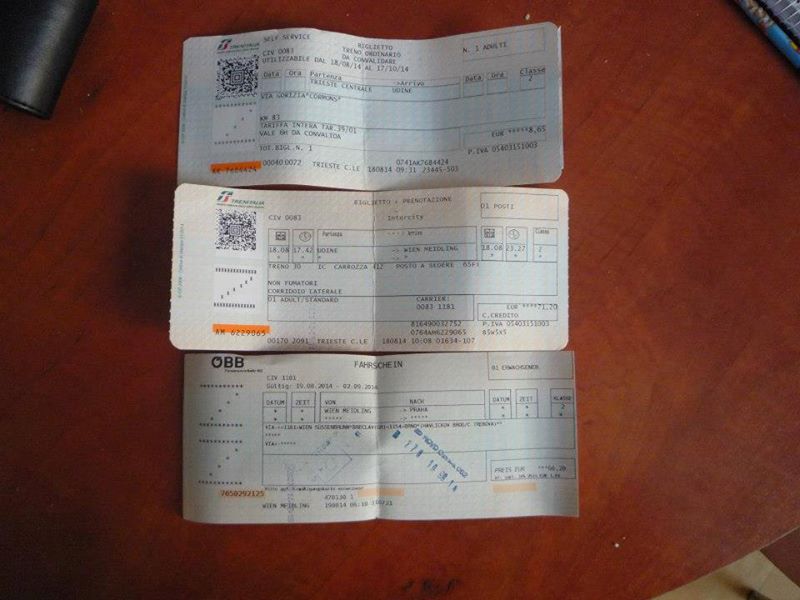 TRENITALIA
SELF SERVICE
CIV 0083
BIGLIETTO
TRENO ORDINARIO
DA CONVALIDARE
UTILIZZABILE DAL 18/08/14 AL 17/10/14
N. 1 ADULTI
Data Ora Partenza ->Arrivo Data Ora Classe
TRIESTE CENTRALE UDINE 2
VIA GORIZIA*CORMONS*
KM 83
TARIFFA INTERA TAR.39/01
VALE 6H DA CONVALIDA
TOT.BIGL.N. 1
EUR ****8,65
P.IVA 05403151003
00040 0072 TRIESTE C.LE 180814 09:31 23445-503
0741AK7684424
AK 7684424
TRENITALIA
BIGLIETTO + PRENOTAZIONE
CIV 0083
Intercity
01 POSTI
Partenza Arrivo Classe
18.08 17.42 UDINE -> WIEN MEIDLING 18.08 23.27 2
TRENO 30 IC CARROZZA 412 POSTO A SEDERE
NON FUMATORI
CORRIDOIO LATERALE
01 ADULT/STANDARD
CARRIER:
0083 1181
EUR ****71,20
C.CREDITO
P.IVA 05403151003
816490032752
0764AM6229065
AM 6229065
00170 2091 TRIESTE C.LE 180814 10:08 01634-107
ÖBB
FAHRSCHEIN
CIV 1181
Gültig: 19.08.2014 - 02.09.2014
01 ERWACHSENER
DATUM ZEIT VON NACH DATUM ZEIT KLASSE
WIEN MEIDLING -> PRAHA 2
PREIS EUR
7650292125
WIEN MEIDLING 190814